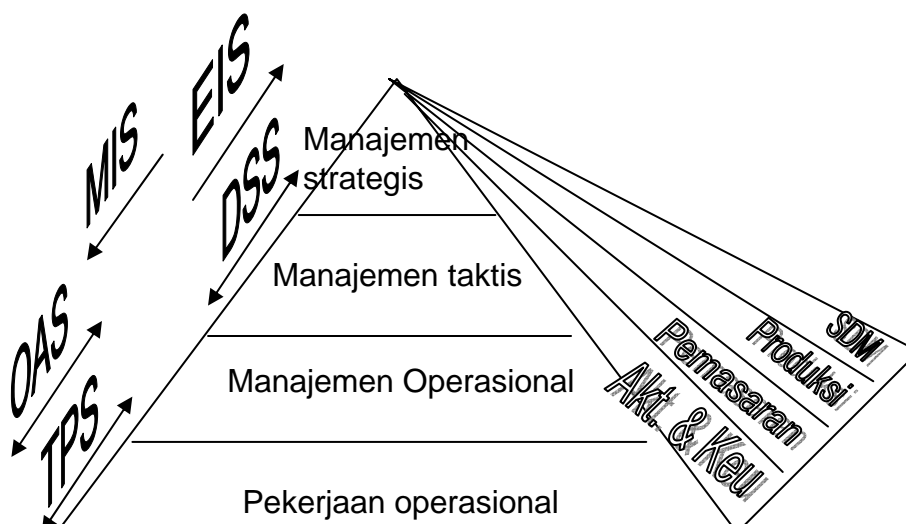 EIS
MIS
DSS
OAS
TPS
Manajemen
strategis
Manajemen taktis
Manajemen Operasional
Pekerjaan operasional
Akt. & Keu
Pemasaran
Produksi
SDM